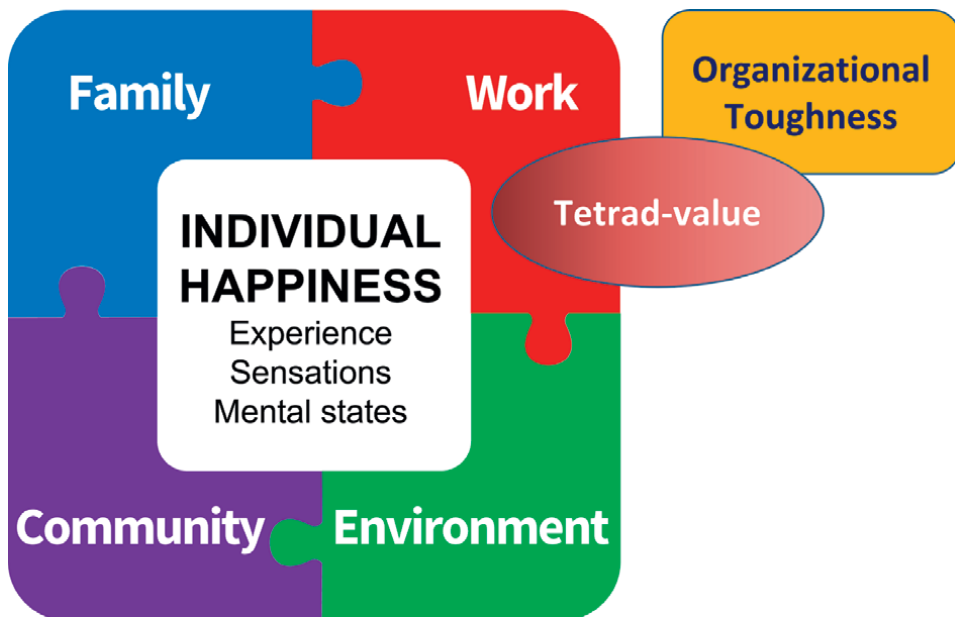 Family
Work
Organizational
Toughness
Tetrad-value
INDIVIDUAL
HAPPINESS
Experience
Sensations
Mental states
Community
Environment